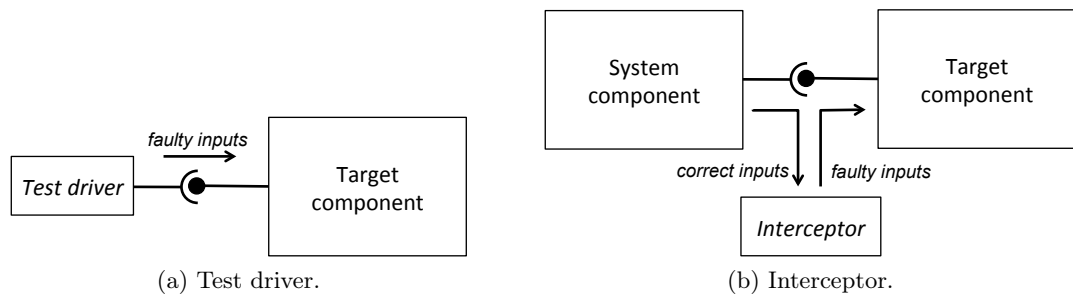 faulty inputs
Test driver
Target
component
(a) Test driver.
System
component
Target
component
correct inputs
faulty inputs
Interceptor
(b) Interceptor.